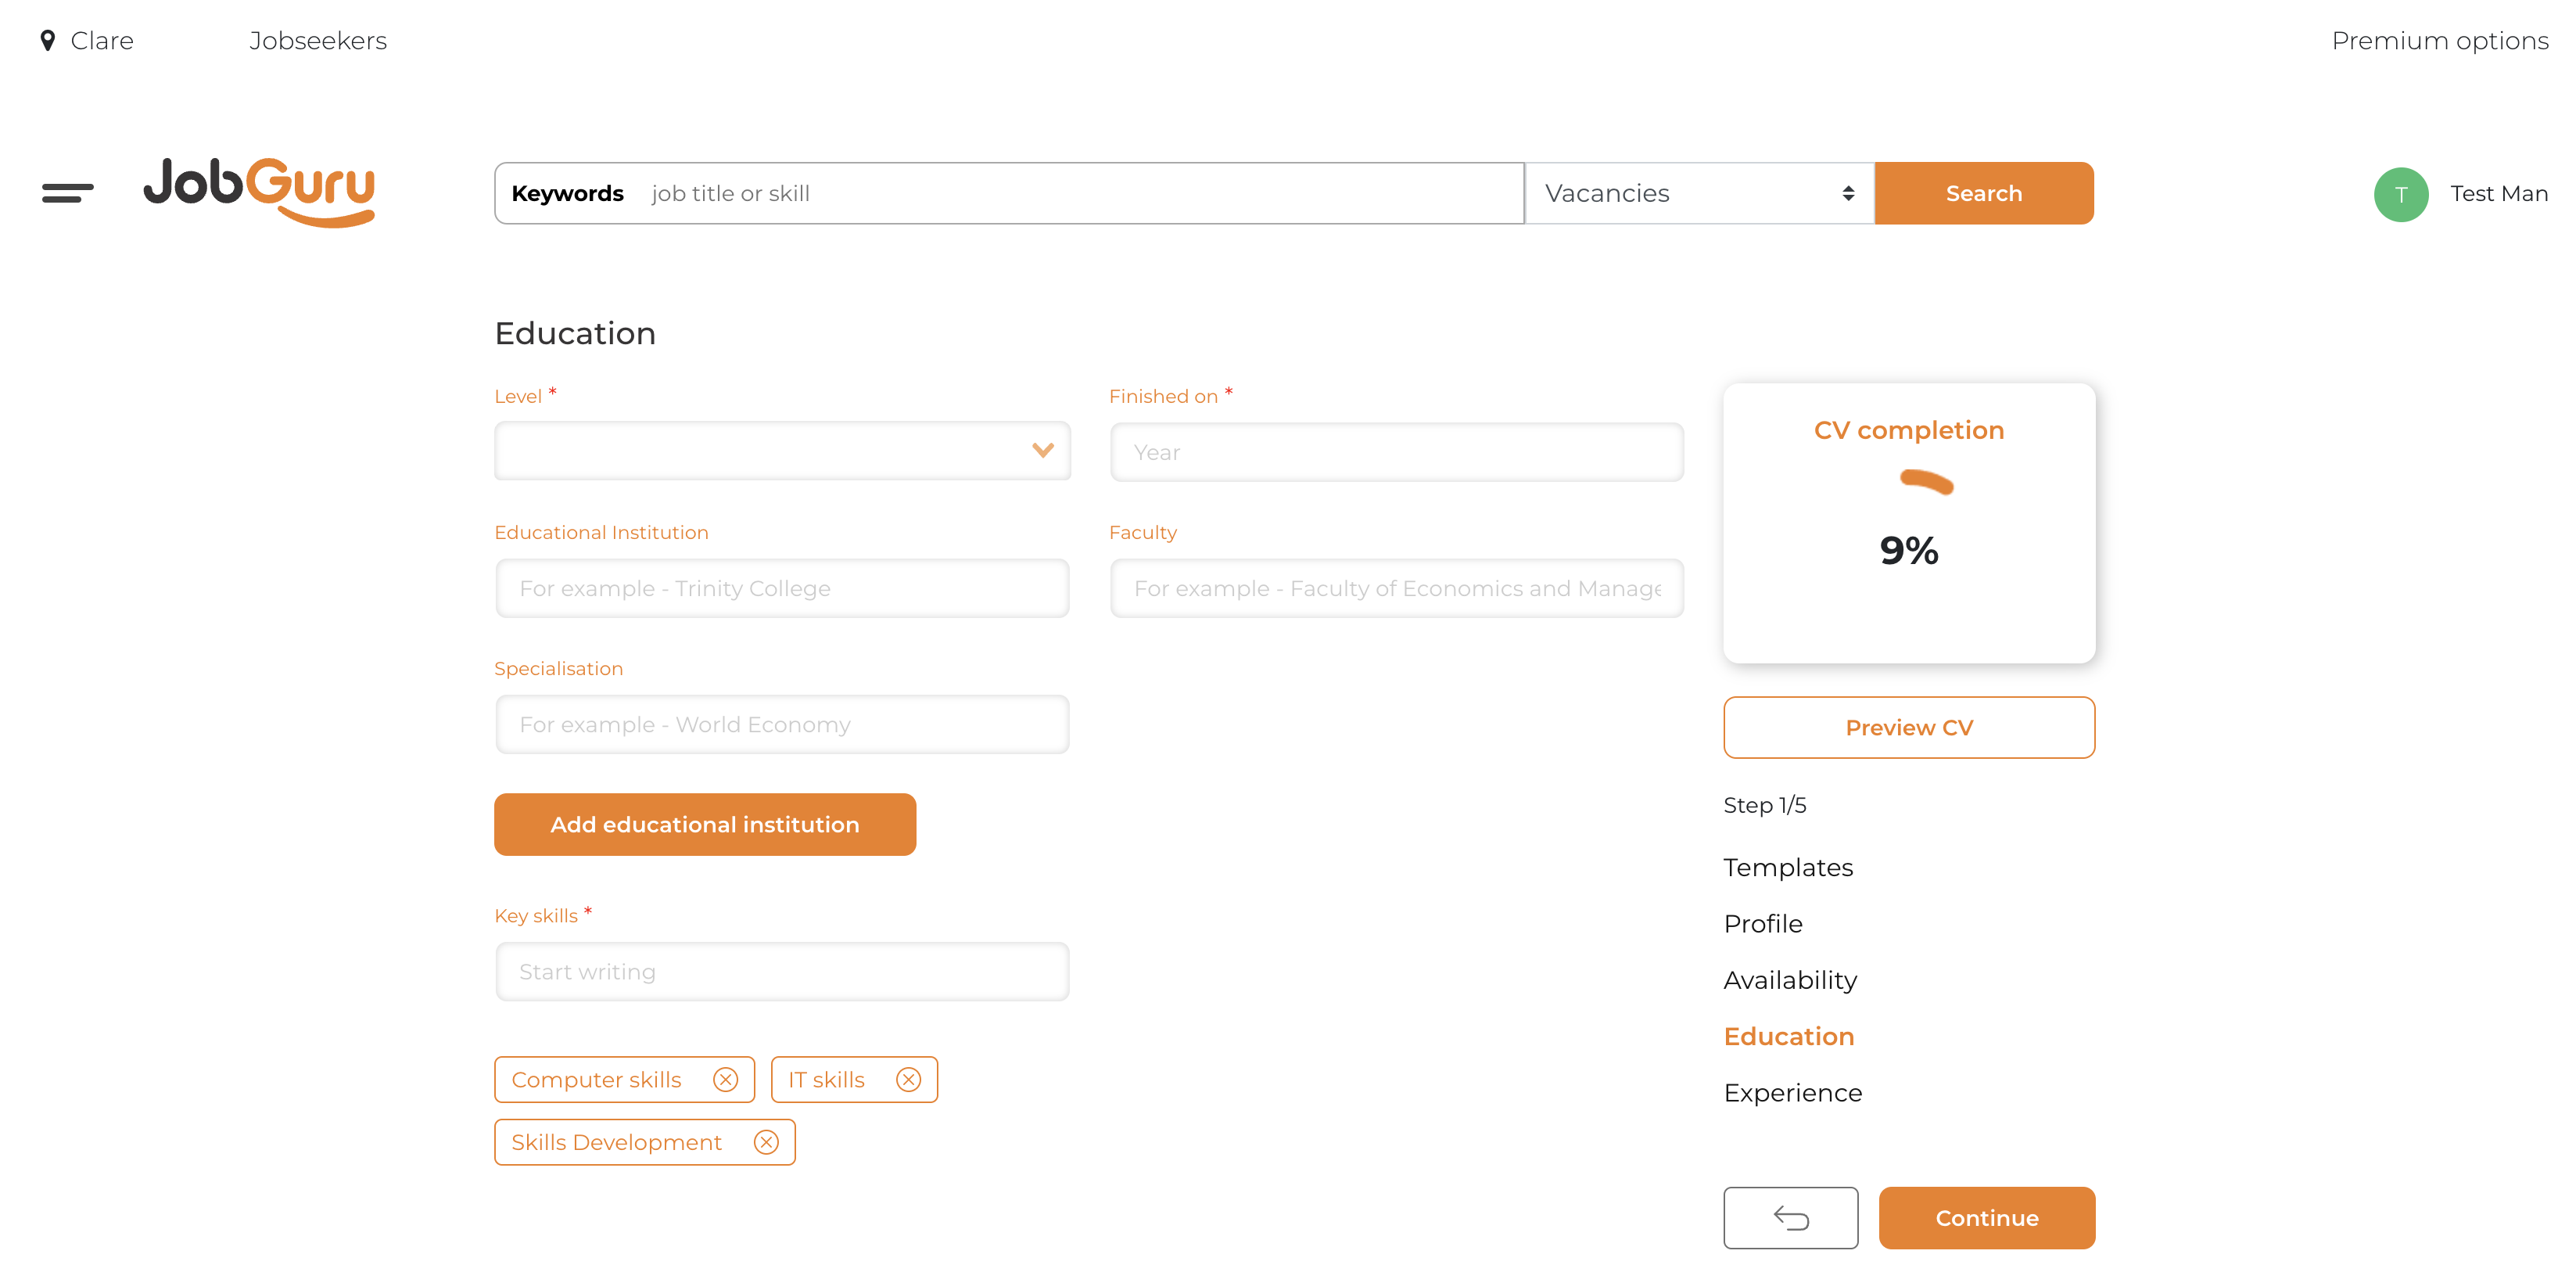 Clare
Jobseekers
Premium options
JobGuru
Keywords job title or skill
Vacancies
Search
T
Test Man
Education
Level *
Finished on *
Year
Educational Institution
Faculty
For example - Trinity College
For example - Faculty of Economics and Manage
Specialisation
For example - World Economy
Add educational institution
Key skills *
Start writing
Computer skills
IT skills
Skills Development
CV completion
9%
Preview CV
Step 1/5
Templates
Profile
Availability
Education
Experience
Continue